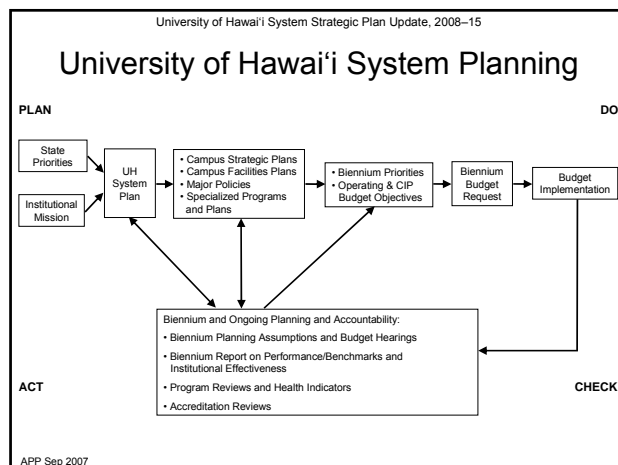 University of Hawai‘i System Strategic Plan Update, 2008–15
University of Hawai‘i System Planning
PLAN
DO
State
Priorities
Institutional
Mission
UH
System
Plan
• Campus Strategic Plans
• Campus Facilities Plans
• Major Policies
• Specialized Programs
and Plans
• Biennium Priorities
• Operating & CIP
Budget Objectives
Biennium
Budget
Request
Budget
Implementation
Biennium and Ongoing Planning and Accountability:
• Biennium Planning Assumptions and Budget Hearings
• Biennium Report on Performance/Benchmarks and
Institutional Effectiveness
• Program Reviews and Health Indicators
• Accreditation Reviews
ACT
CHECK
APP Sep 2007